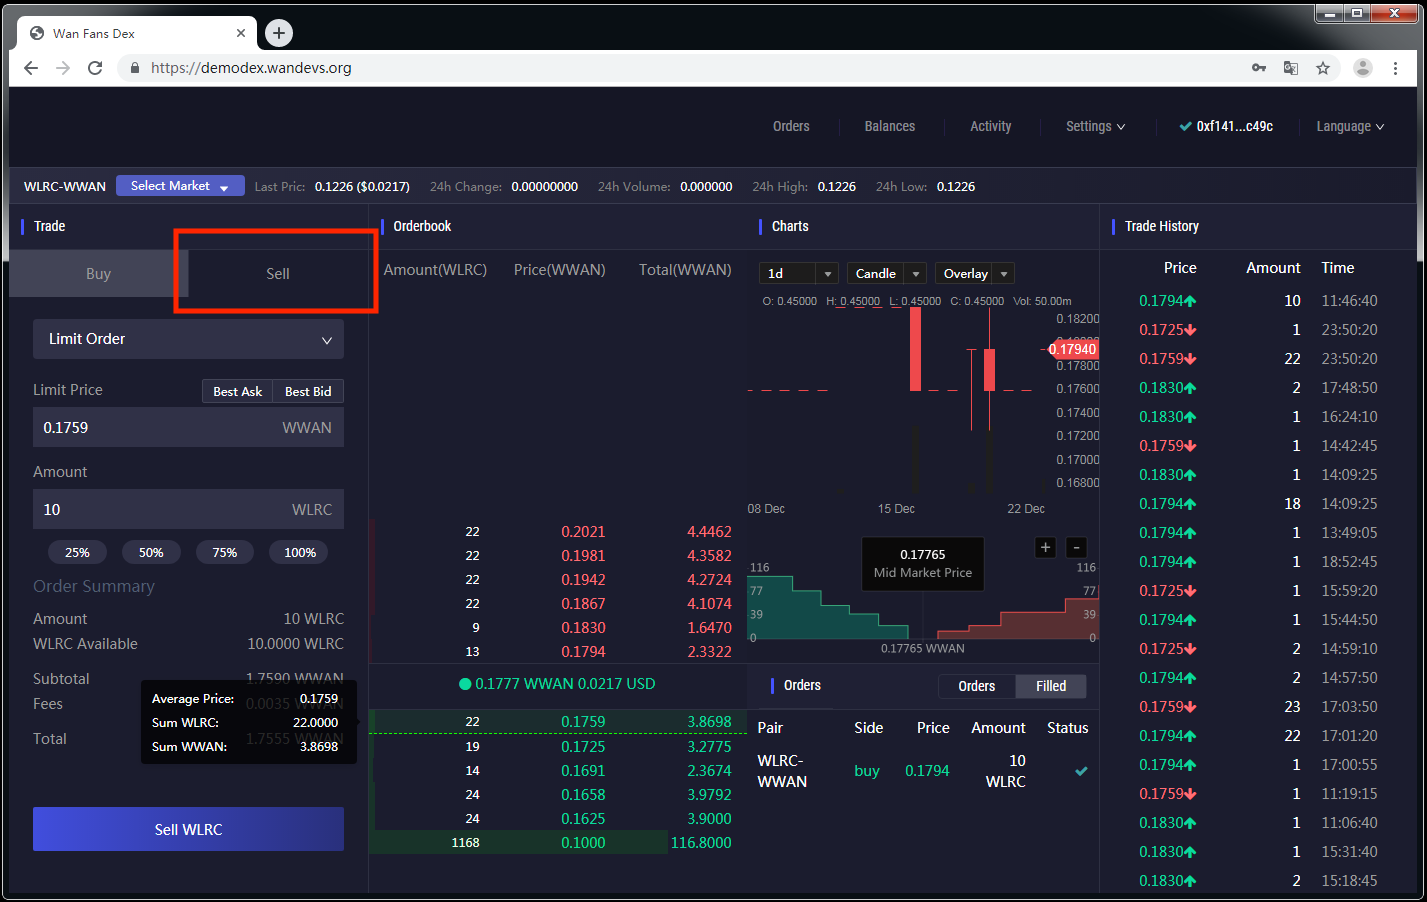 Wan Fans Dex
https://demodex.wandevs.org
Orders Balances Activity Settings 0xf141...c49c Language
WLRC-WWAN Select Market Last Pric: 0.1226 ($0.0217) 24h Change: 0.00000000 24h Volume: 0.000000 24h High: 0.1226 24h Low: 0.1226
Trade
Buy Sell
Limit Order
Limit Price Best Ask Best Bid
0.1759 WWAN
Amount
10 WLRC
25% 50% 75% 100%
Order Summary
Amount 10 WLRC
WLRC Available 10.0000 WLRC
Subtotal 1.7590 WWAN
Fees 0.0035 WWAN
Total 1.7555 WWAN
Average Price: 0.1759
Sum WLRC: 22.0000
Sum WWAN: 3.8698
Sell WLRC
Orderbook
Amount(WLRC) Price(WWAN) Total(WWAN)
22 0.2021 4.4462
22 0.1981 4.3582
22 0.1942 4.2724
22 0.1867 4.1074
9 0.1830 1.6470
13 0.1794 2.3322
0.1777 WWAN 0.0217 USD
22 0.1759 3.8698
19 0.1725 3.2775
14 0.1691 2.3674
24 0.1658 3.9792
24 0.1625 3.9000
1168 0.1000 116.8000
Charts
1d Candle Overlay
O: 0.45000 H: 0.45000 L: 0.45000 C: 0.45000 Vol: 50.00m
0.18200
0.17940
0.17800
0.17600
0.17400
0.17200
0.17000
0.16800
08 Dec 15 Dec 22 Dec
0.17765
Mid Market Price
+ -
116 116
77 77
39 39
0 0
0.17765 WWAN
Orders Orders Filled
Pair Side Price Amount Status
WLRC-WWAN buy 0.1794 10 WLRC
Trade History
Price Amount Time
0.1794 10 11:46:40
0.1725 1 23:50:20
0.1759 22 23:50:20
0.1830 2 17:48:50
0.1830 1 16:24:10
0.1759 1 14:42:45
0.1830 1 14:09:25
0.1794 18 14:09:25
0.1794 1 13:49:05
0.1794 1 18:52:45
0.1725 1 15:59:20
0.1794 1 15:44:50
0.1725 2 14:59:10
0.1794 2 14:57:50
0.1759 23 17:03:50
0.1794 22 17:01:20
0.1794 1 17:00:55
0.1759 1 11:19:15
0.1830 1 11:06:40
0.1830 1 15:31:40
0.1830 2 15:18:45